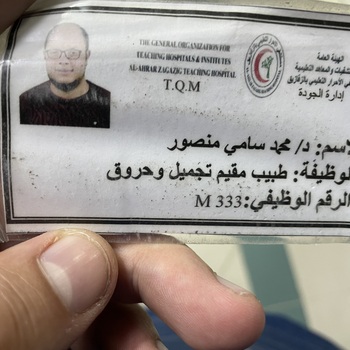 THE GENERAL ORGANIZATION FOR
TEACHING HOSPITALS & INSTITUTES
AL-AHRAR ZAGAZIG TEACHING HOSPITAL
T.Q.M
الهيئة العامة
للمستشفيات والمعاهد التعليمية
مستشفى الأحرار التعليمي بالزقازيق
إدارة الجودة
الاسم: د/ محمد سامي منصور
الوظيفة: طبيب مقيم تجميل وحروق
الرقم الوظيفي: M 333